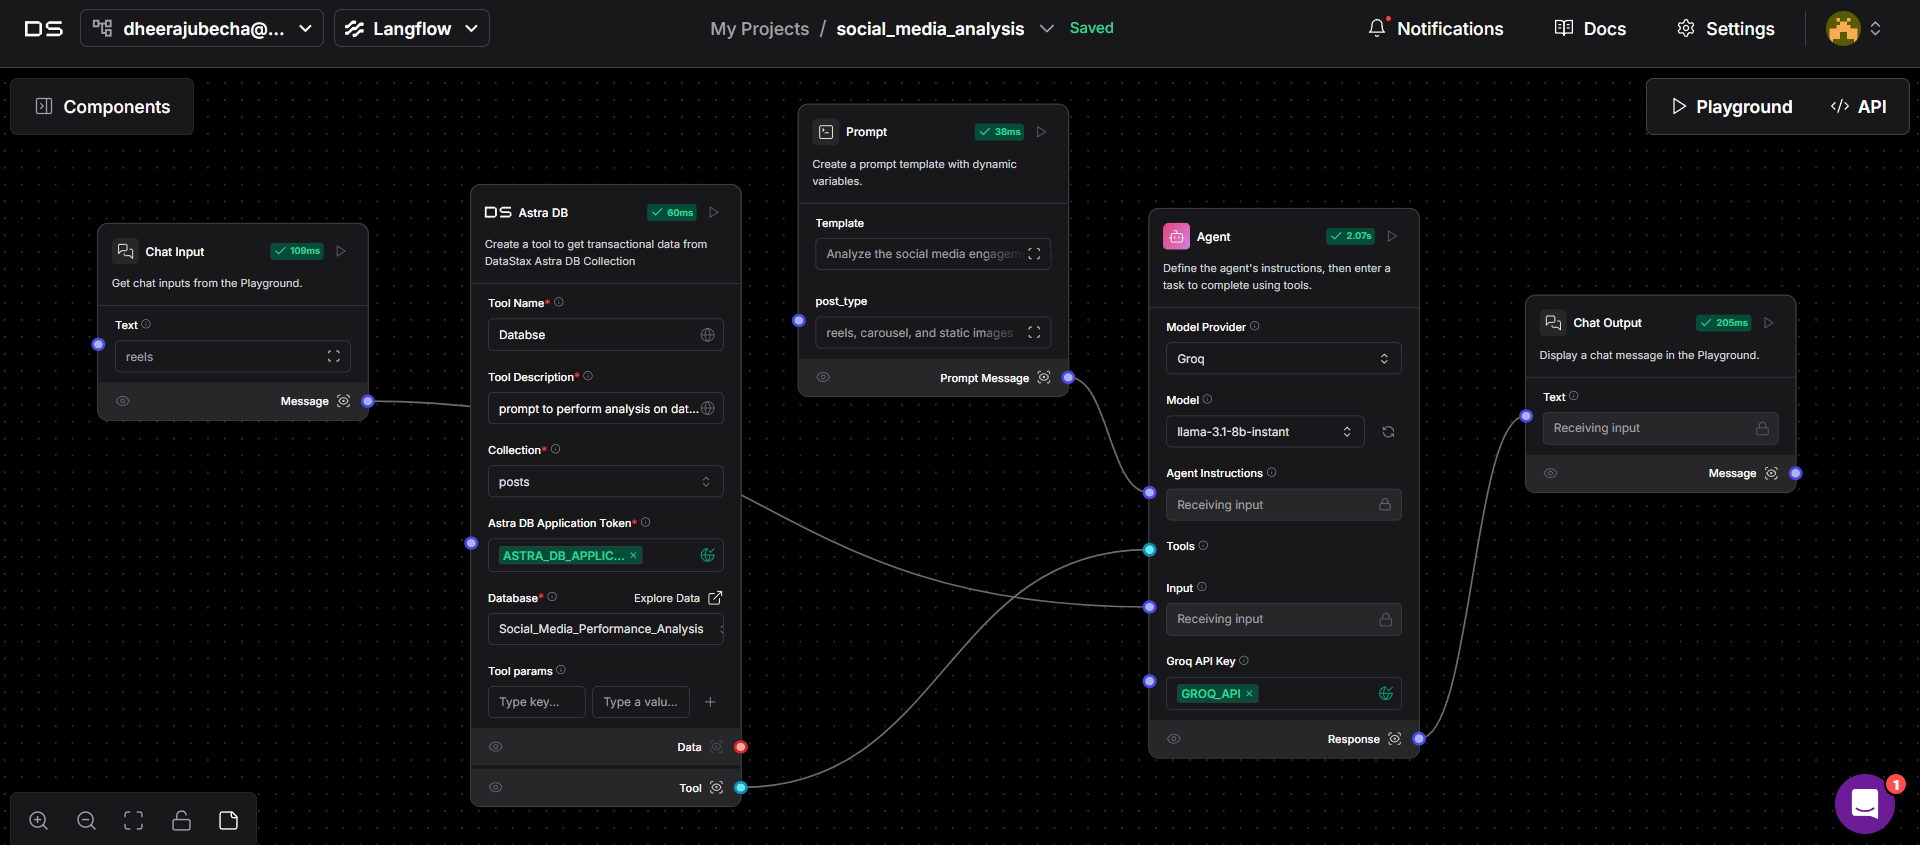 DS
dheerajubecha@...
Langflow
My Projects / social_media_analysis
Saved
Notifications
Docs
Settings
Components
Playground
API
Chat Input
109ms
Get chat inputs from the Playground.
Text
reels
Message
DS Astra DB
60ms
Create a tool to get transactional data from
DataStax Astra DB Collection
Tool Name*
Databse
Tool Description*
prompt to perform analysis on dat...
Collection*
posts
Astra DB Application Token*
ASTRA_DB_APPLIC... ×
Database*
Explore Data
Social_Media_Performance_Analysis
Tool params
Type key...
Type a valu...
Data
Tool
Prompt
38ms
Create a prompt template with dynamic
variables.
Template
Analyze the social media engagem
post_type
reels, carousel, and static images
Prompt Message
Agent
2.07s
Define the agent's instructions, then enter a
task to complete using tools.
Model Provider
Groq
Model
llama-3.1-8b-instant
Agent Instructions
Receiving input
Tools
Input
Receiving input
Groq API Key
GROQ_API ×
Response
Chat Output
205ms
Display a chat message in the Playground.
Text
Receiving input
Message
1